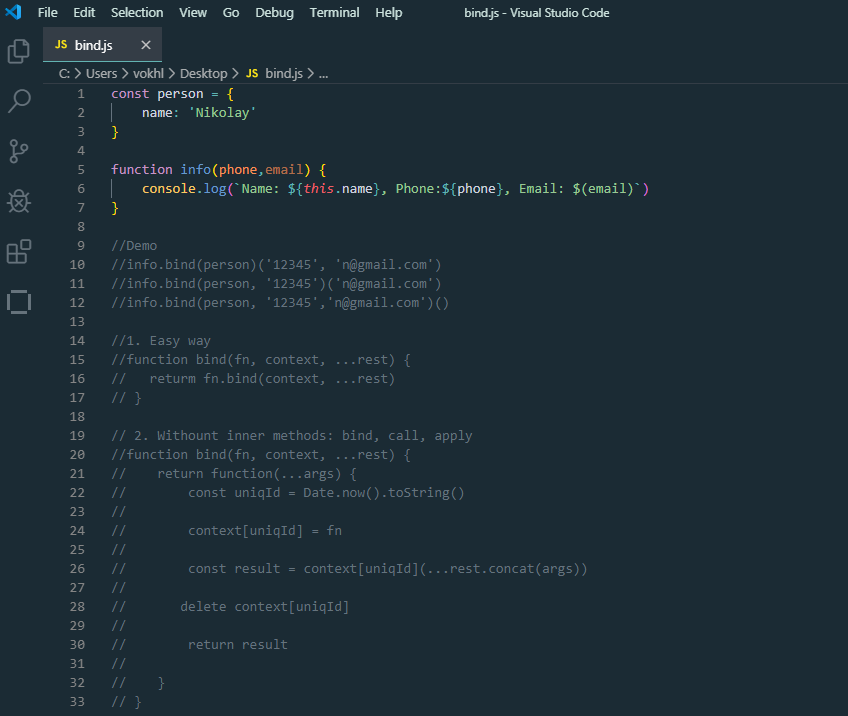 File Edit Selection View Go Debug Terminal Help bind.js - Visual Studio Code
JS bind.js ×
C: > Users > vokhl > Desktop > JS bind.js > ...
1 const person = {
2     name: 'Nikolay'
3 }
4
5 function info(phone,email) {
6     console.log(`Name: ${this.name}, Phone:${phone}, Email: $(email)`)
7 }
8
9 //Demo
10 //info.bind(person)('12345', 'n@gmail.com')
11 //info.bind(person, '12345')('n@gmail.com')
12 //info.bind(person, '12345','n@gmail.com')()
13
14 //1. Easy way
15 //function bind(fn, context, ...rest) {
16 //   returm fn.bind(context, ...rest)
17 // }
18
19 // 2. Withount inner methods: bind, call, apply
20 //function bind(fn, context, ...rest) {
21 //    return function(...args) {
22 //        const uniqId = Date.now().toString()
23 //
24 //        context[uniqId] = fn
25 //
26 //        const result = context[uniqId](...rest.concat(args))
27 //
28 //       delete context[uniqId]
29 //
30 //        return result
31 //
32 //    }
33 // }